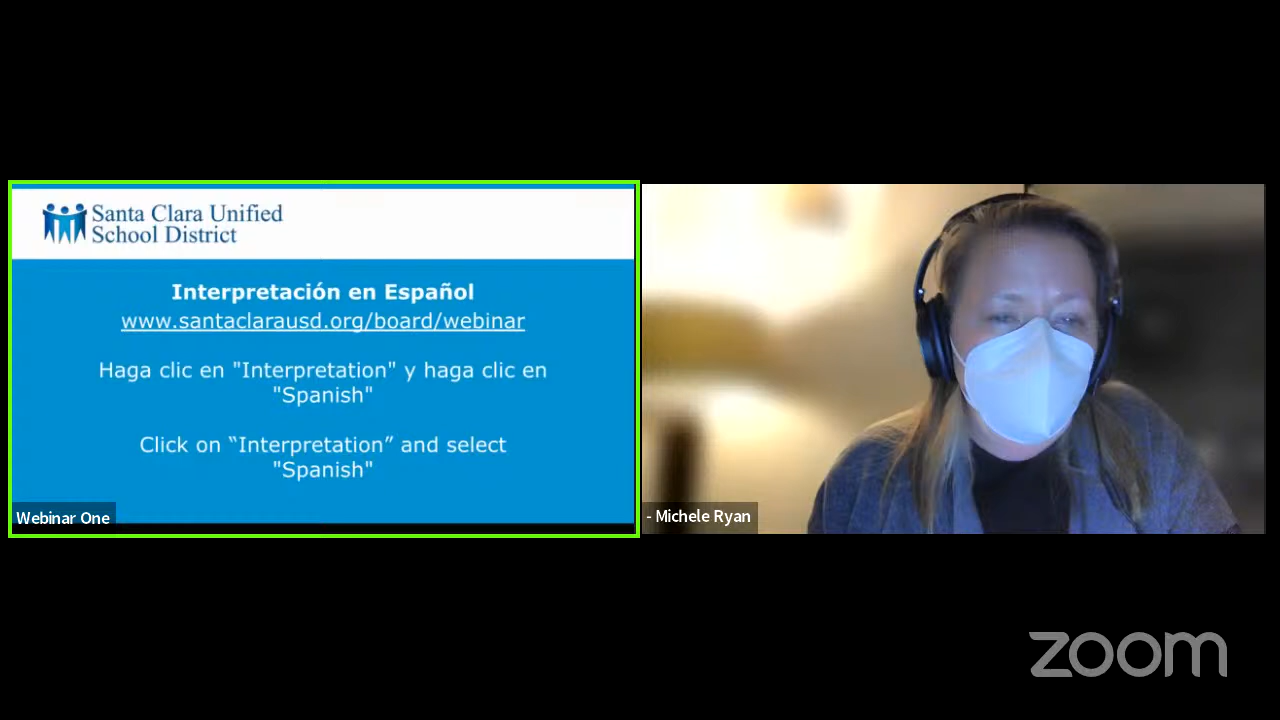 Santa Clara Unified
School District
Interpretación en Español
www.santaclarausd.org/board/webinar
Haga clic en "Interpretation" y haga clic en
"Spanish"
Click on “Interpretation” and select
"Spanish"
Webinar One
- Michele Ryan
zoom